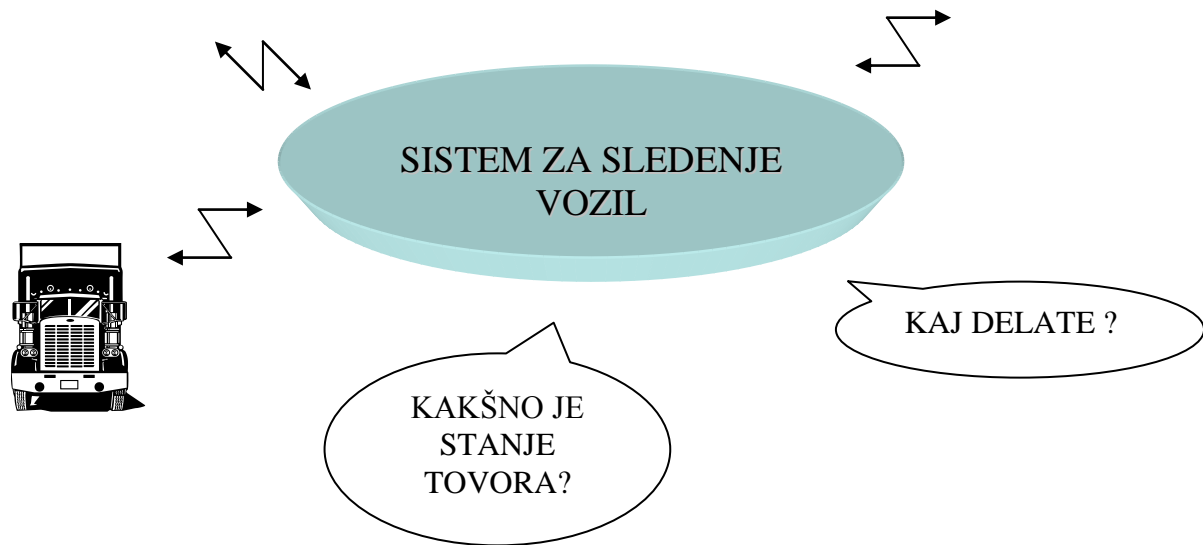 SISTEM ZA SLEDENJE
VOZIL
KAJ DELATE ?
KAKŠNO JE
STANJE
TOVORA?